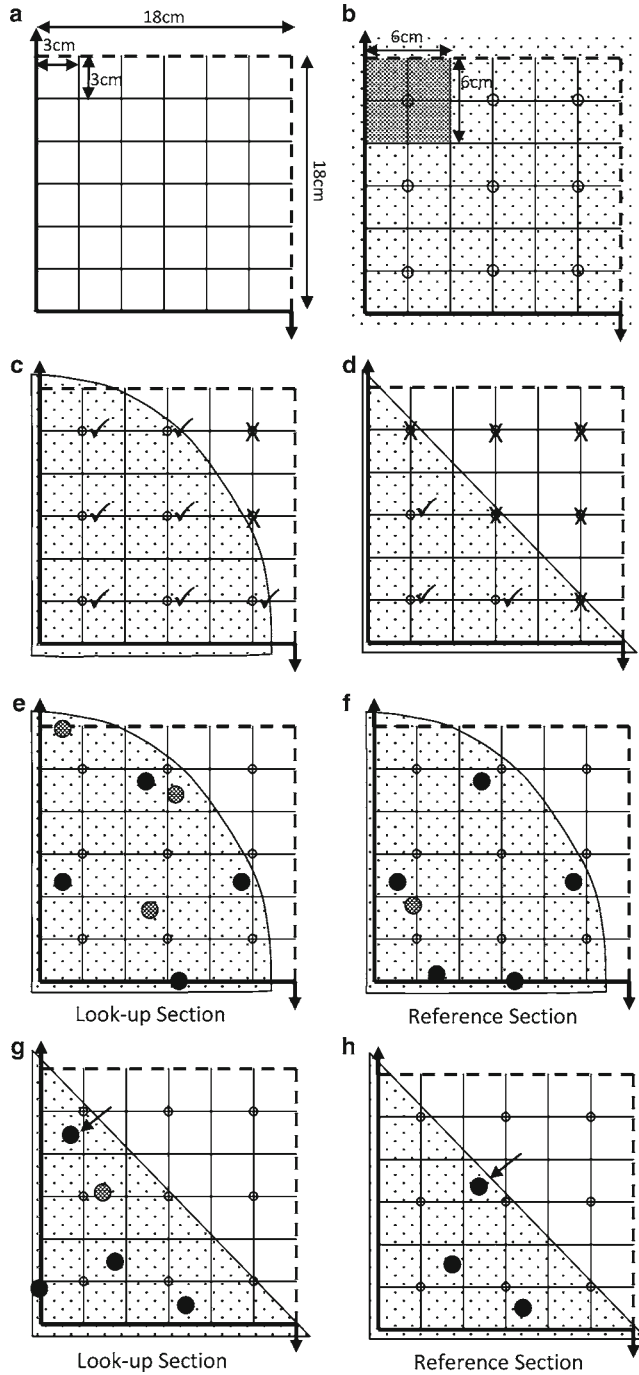 a
18cm
3cm
3cm
18cm
b
6cm
6cm
c
d
e
f
Look-up Section
Reference Section
g
h
Look-up Section
Reference Section